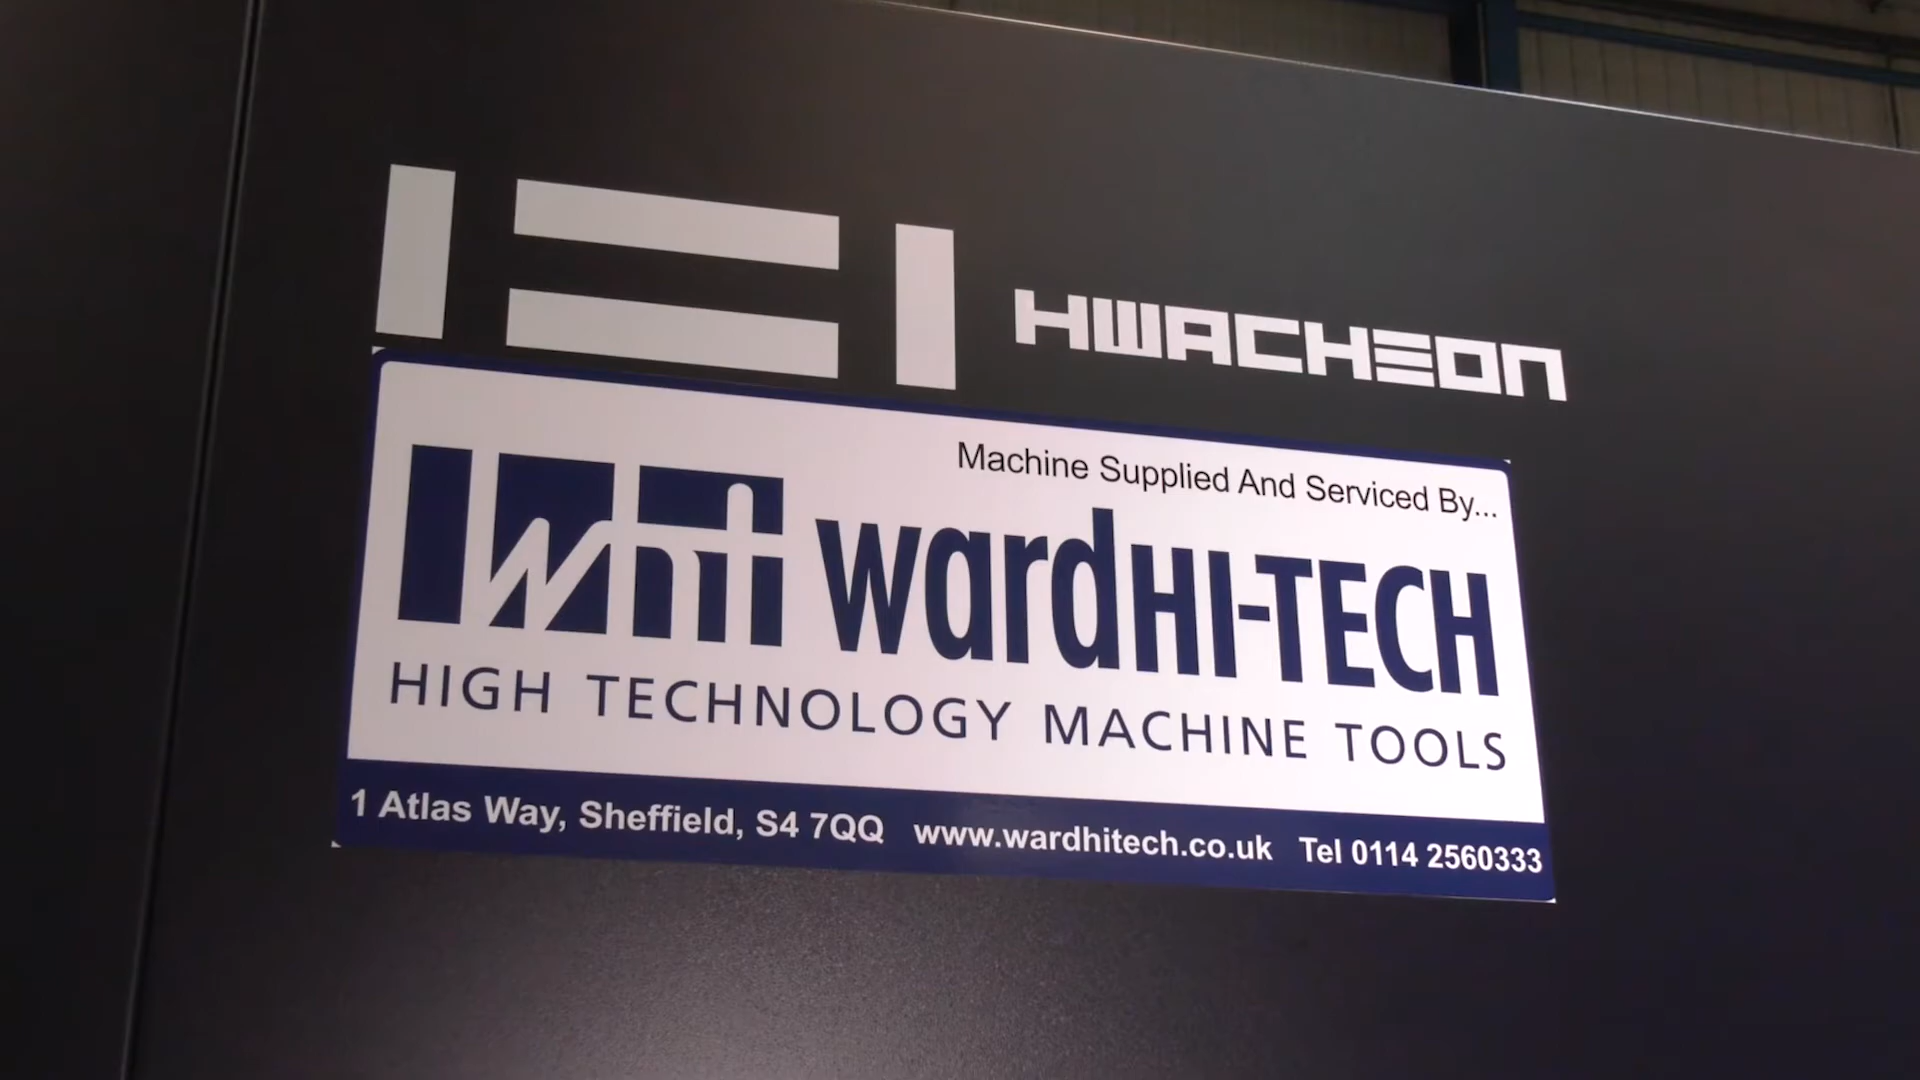 HWACHEON
Machine Supplied And Serviced By...
wht wardHI-TECH
HIGH TECHNOLOGY MACHINE TOOLS
1 Atlas Way, Sheffield, S4 7QQ www.wardhitech.co.uk Tel 0114 2560333